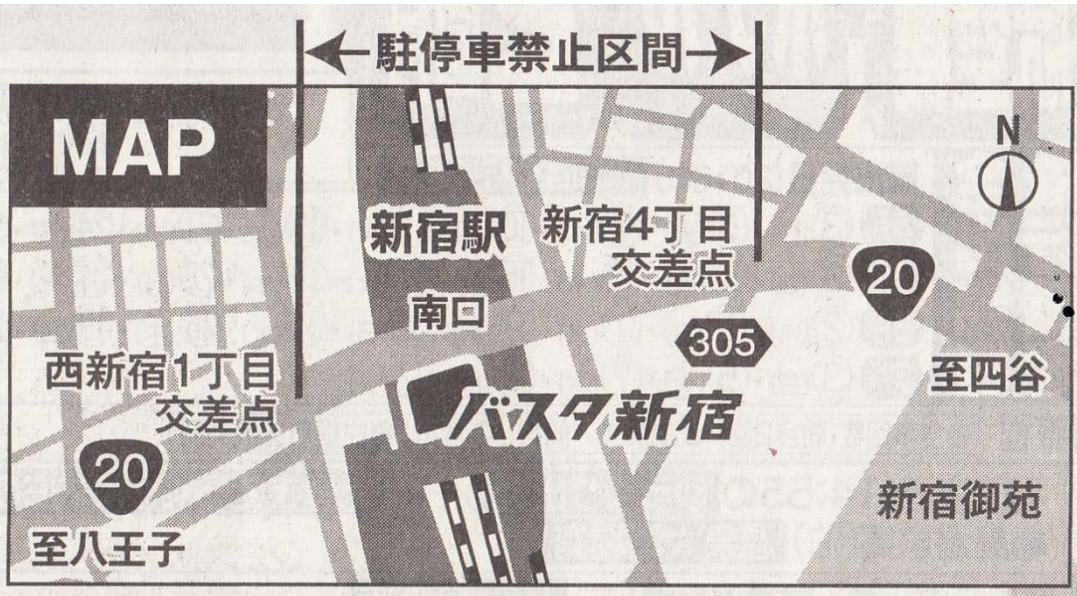 駐停車禁止区間
MAP
N
新宿駅
新宿4丁目
交差点
20
南口
305
西新宿1丁目
交差点
至四谷
バスタ新宿
20
新宿御苑
至八王子